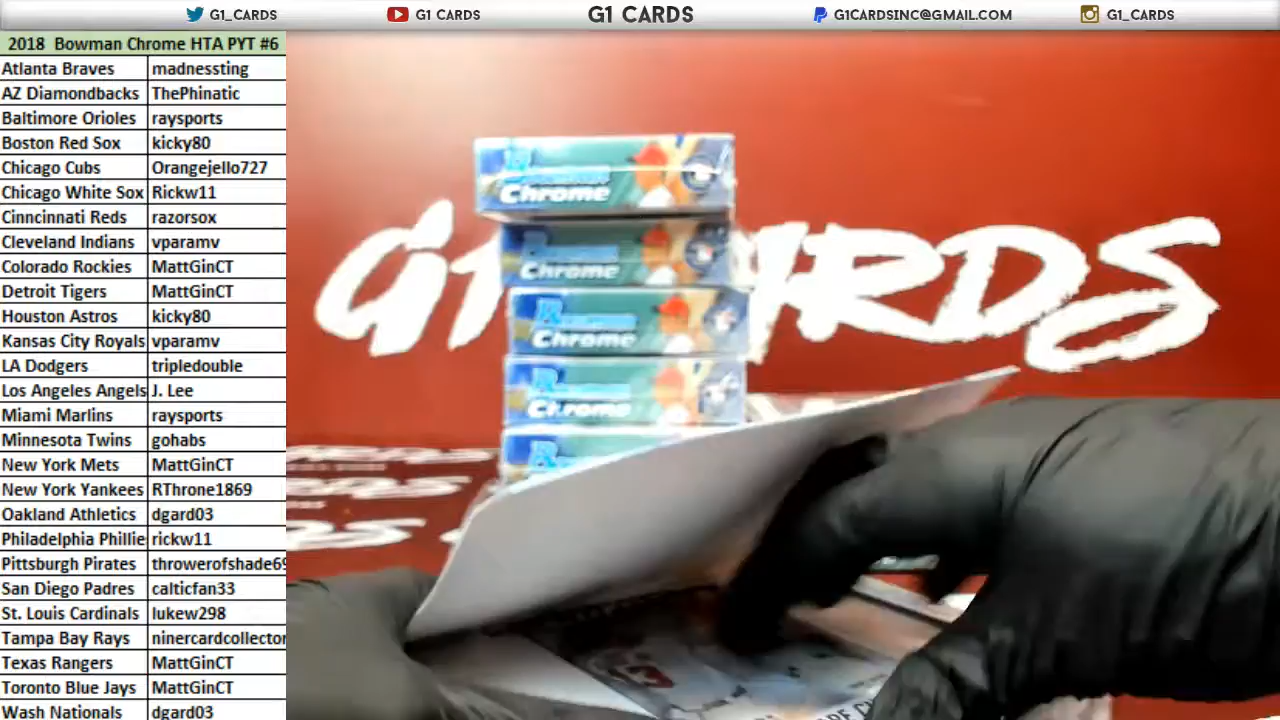 G1_CARDS G1 CARDS G1 CARDS G1CARDSINC@GMAIL.COM G1_CARDS
2018 Bowman Chrome HTA PYT #6
Atlanta Braves madnessting
AZ Diamondbacks ThePhinatic
Baltimore Orioles raysports
Boston Red Sox kicky80
Chicago Cubs Orangejello727
Chicago White Sox Rickw11
Cinncinnati Reds razorsox
Cleveland Indians vparamv
Colorado Rockies MattGinCT
Detroit Tigers MattGinCT
Houston Astros kicky80
Kansas City Royals vparamv
LA Dodgers tripledouble
Los Angeles Angels J. Lee
Miami Marlins raysports
Minnesota Twins gohabs
New York Mets MattGinCT
New York Yankees RThrone1869
Oakland Athletics dgard03
Philadelphia Phillie rickw11
Pittsburgh Pirates throwerofshade69
San Diego Padres calticfan33
St. Louis Cardinals lukew298
Tampa Bay Rays ninercardcollector
Texas Rangers MattGinCT
Toronto Blue Jays MattGinCT
Wash Nationals dgard03
Chrome
Chrome
Chrome
Chrome
G1 CARDS